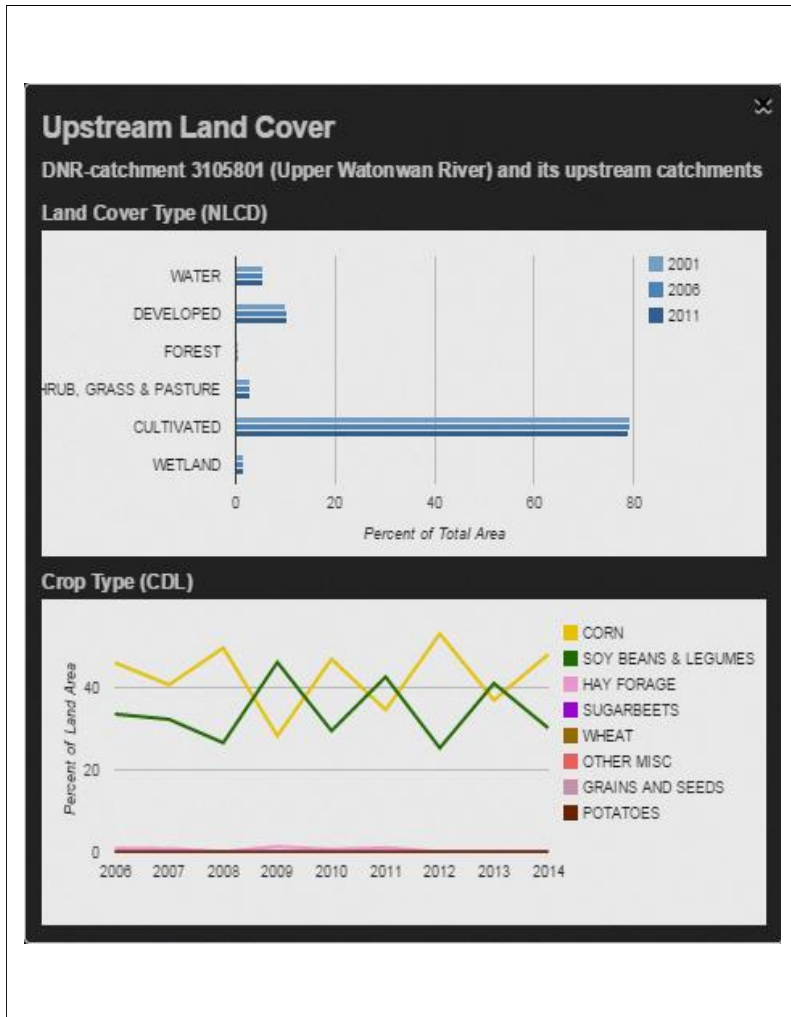 Upstream Land Cover
DNR-catchment 3105801 (Upper Watonwan River) and its upstream catchments
Land Cover Type (NLCD)
WATER
DEVELOPED
FOREST
HRUB, GRASS & PASTURE
CULTIVATED
WETLAND
0 20 40 60 80
Percent of Total Area
2001
2006
2011
Crop Type (CDL)
Percent of Land Area
40
20
0
2006 2007 2008 2009 2010 2011 2012 2013 2014
CORN
SOY BEANS & LEGUMES
HAY FORAGE
SUGARBEETS
WHEAT
OTHER MISC
GRAINS AND SEEDS
POTATOES